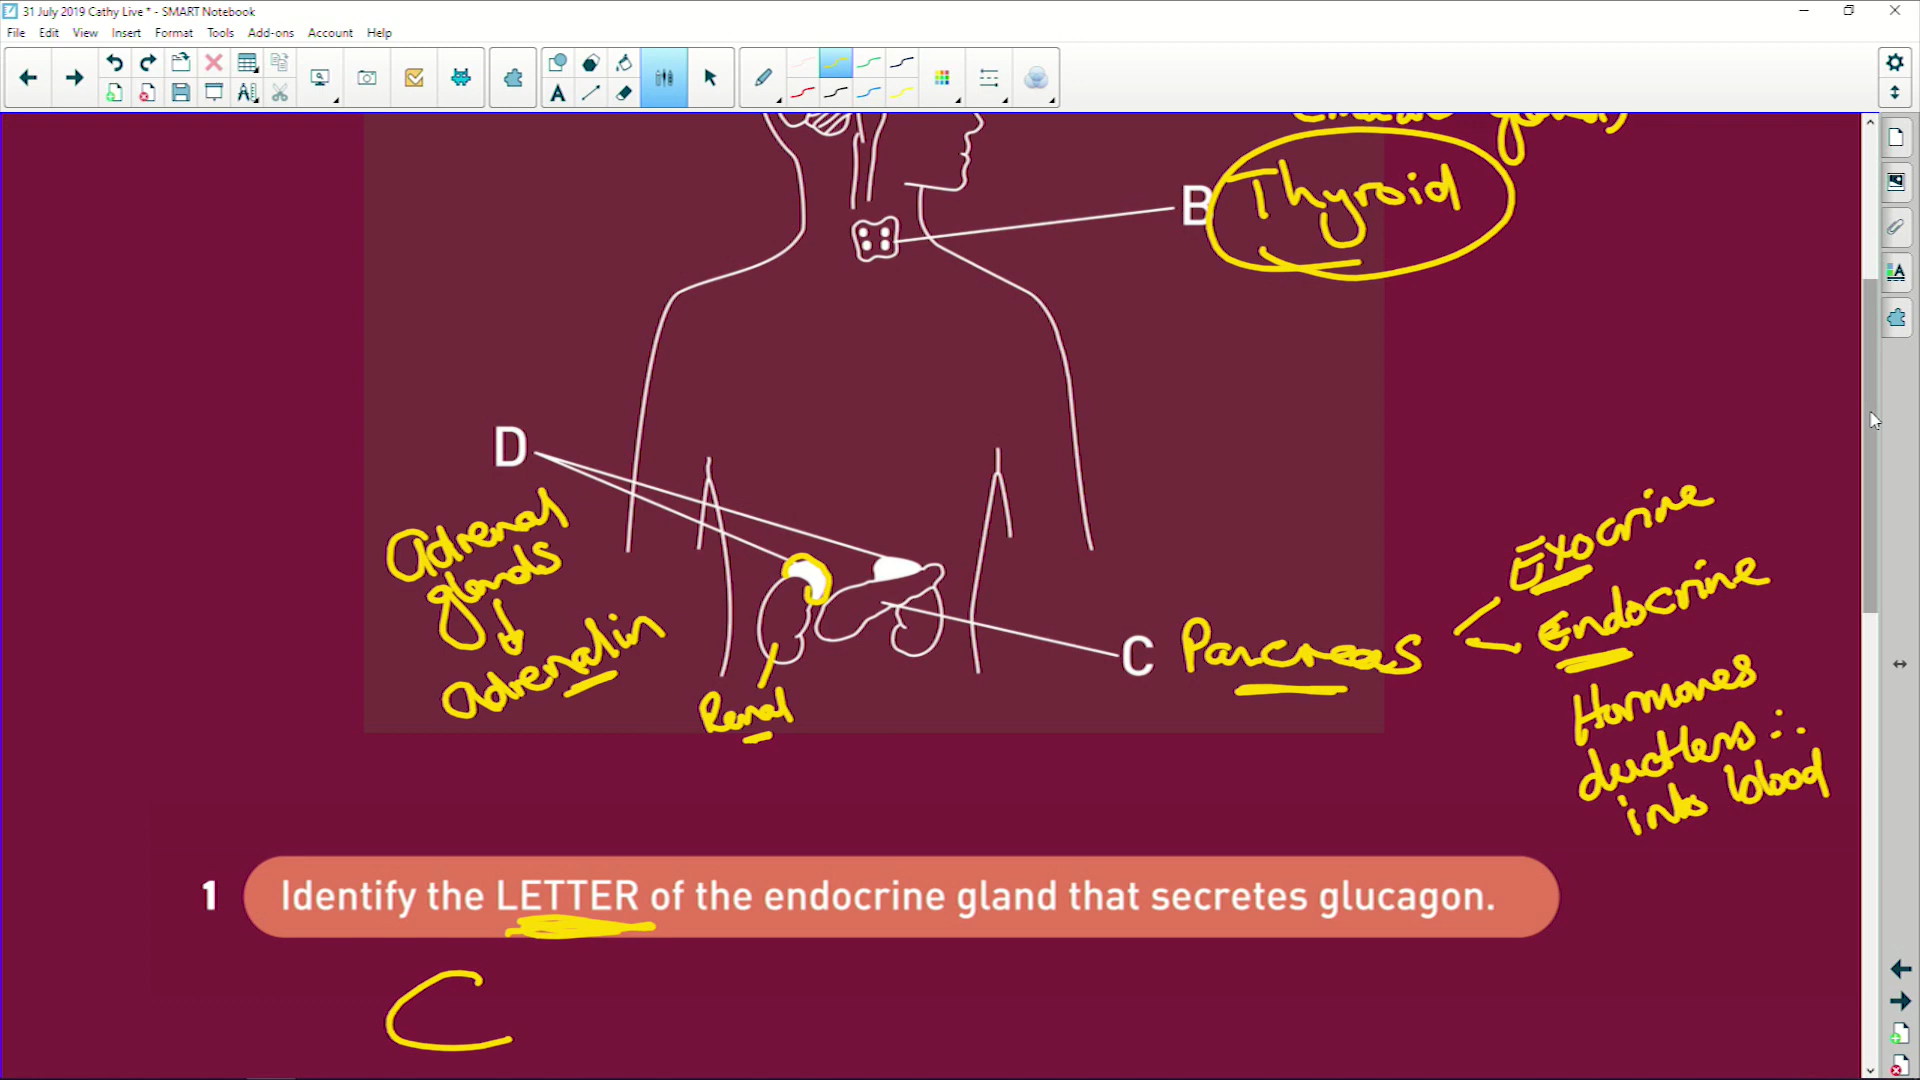 31 July 2019 Cathy Live * - SMART Notebook
File Edit View Insert Format Tools Add-ons Account Help
B Thyroid
D
Adrenal
glands
Adrenalin
Renal
C Pancreas
Exocrine
Endocrine
Hormones
ductless ∴
into blood
1 Identify the LETTER of the endocrine gland that secretes glucagon.
C